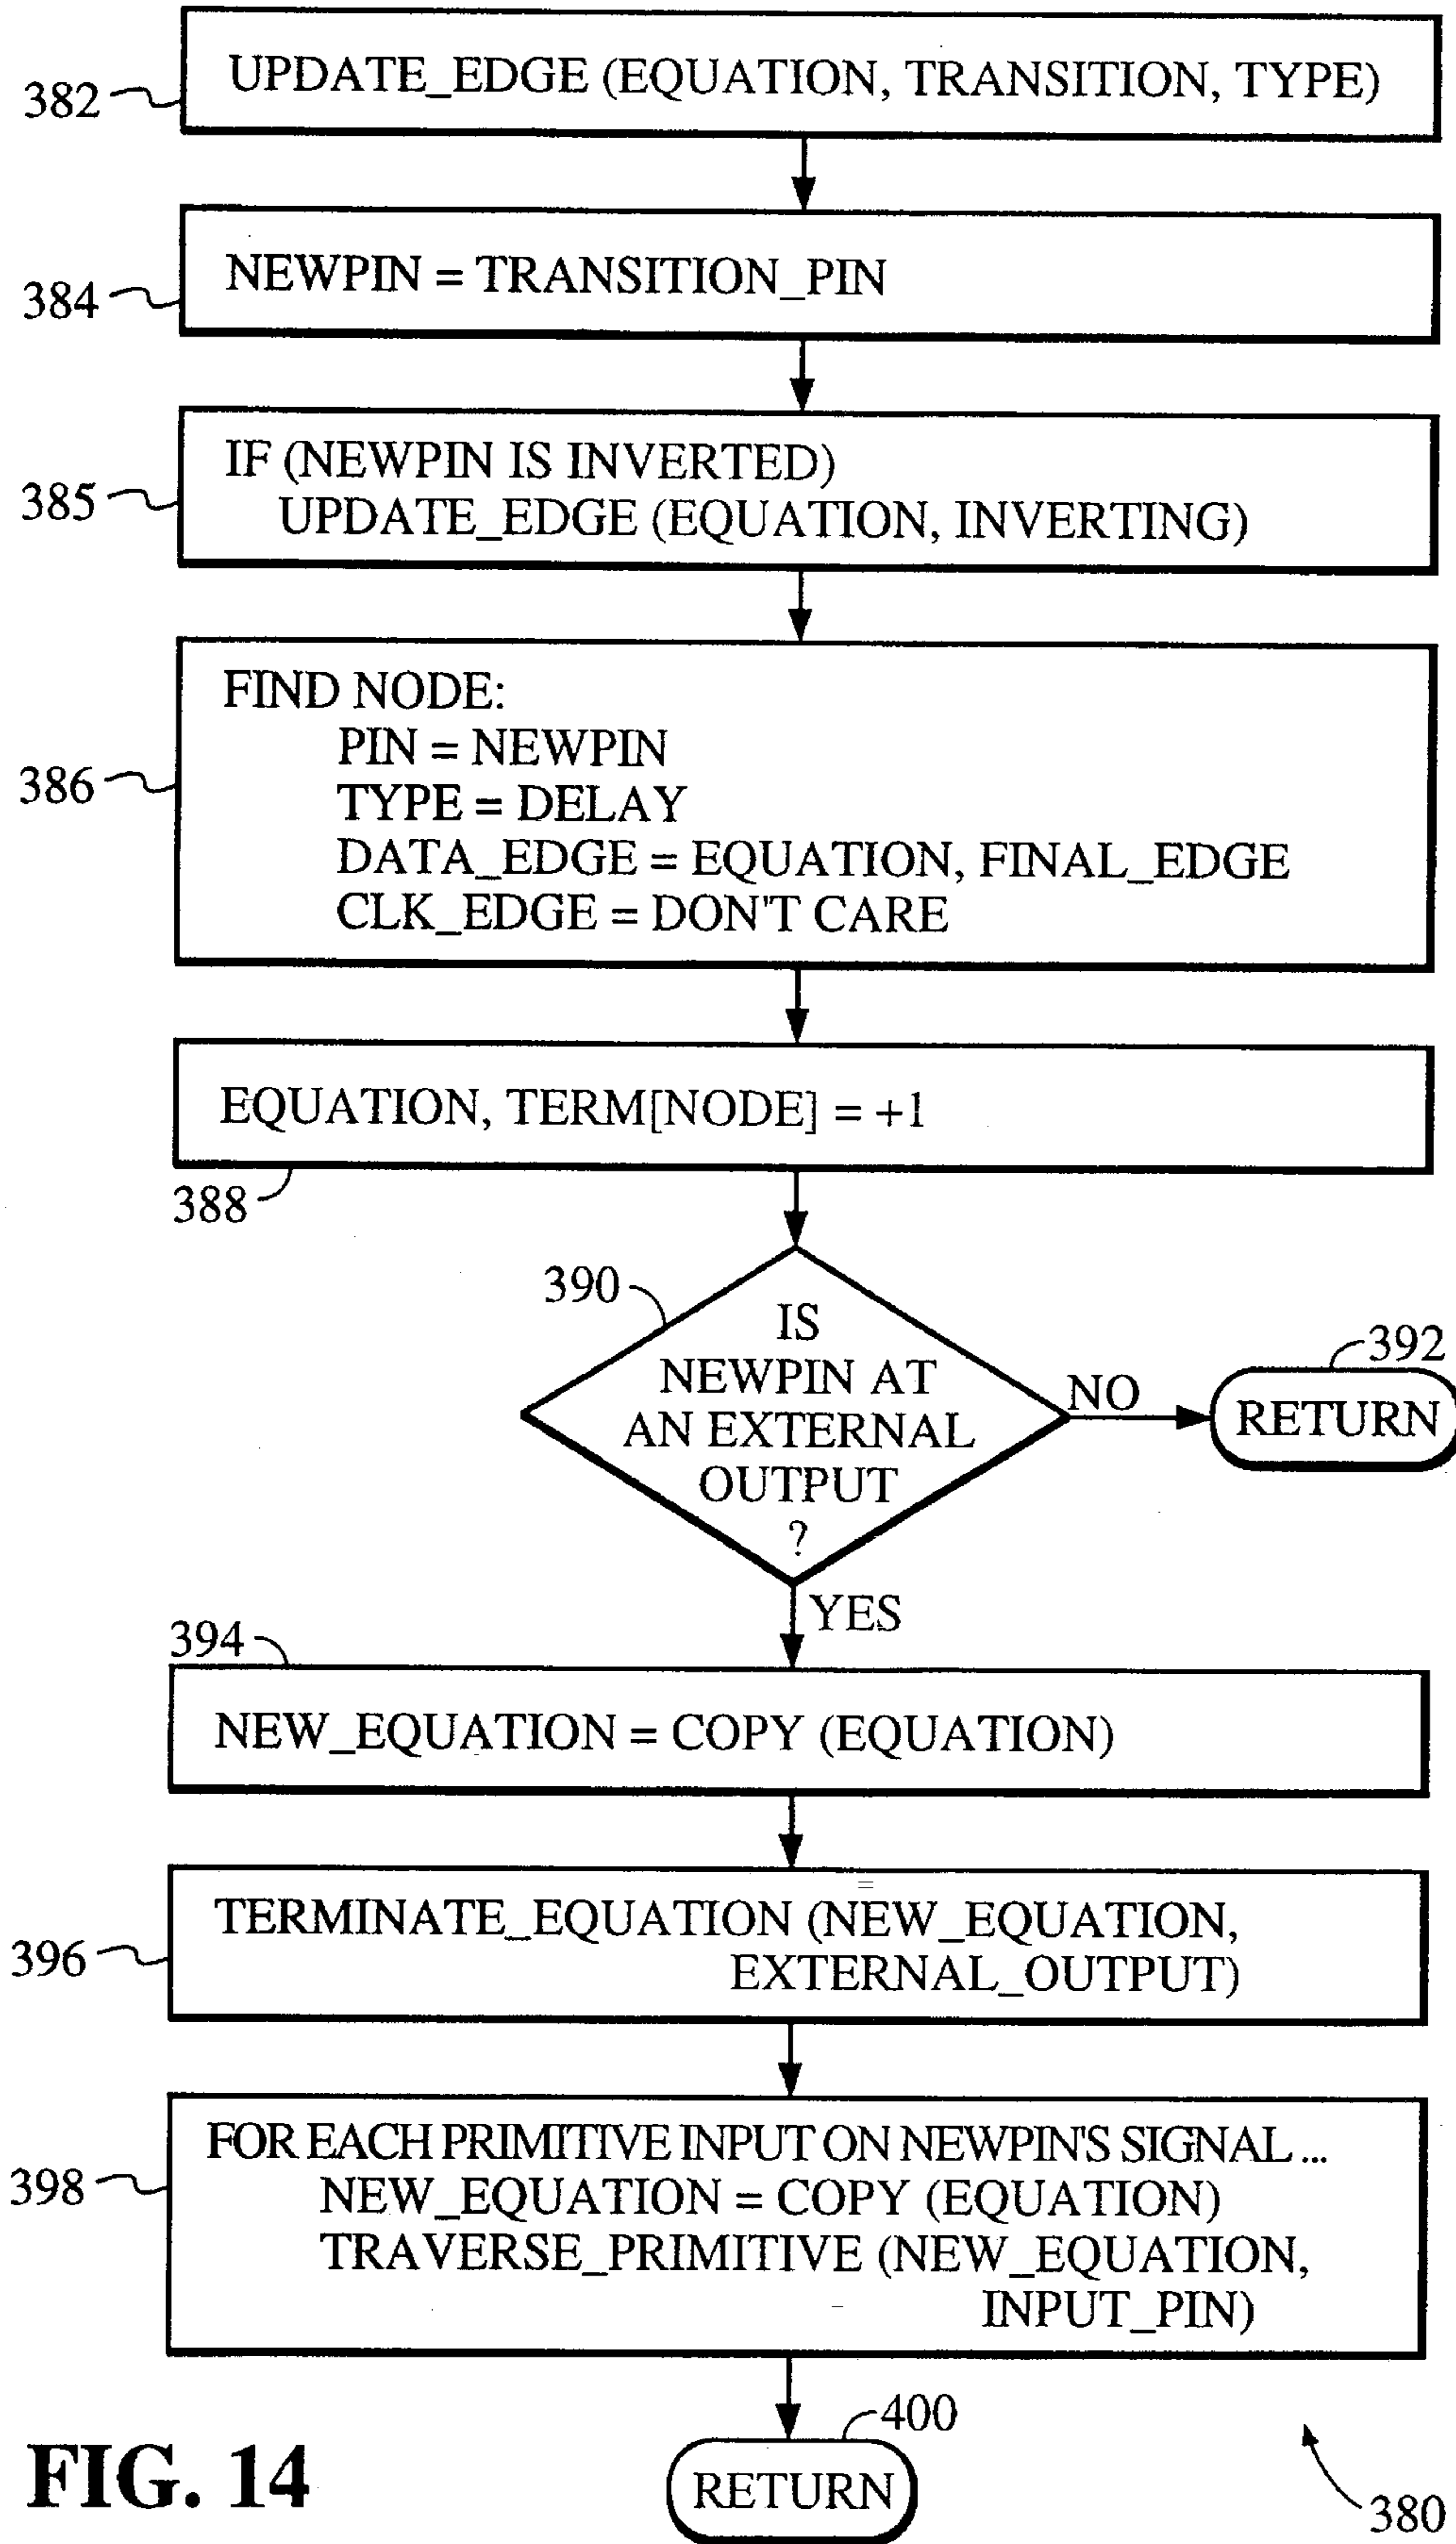 382
UPDATE_EDGE (EQUATION, TRANSITION, TYPE)
384
NEWPIN = TRANSITION_PIN
385
IF (NEWPIN IS INVERTED)
UPDATE_EDGE (EQUATION, INVERTING)
386
FIND NODE:
PIN = NEWPIN
TYPE = DELAY
DATA_EDGE = EQUATION, FINAL_EDGE
CLK_EDGE = DON'T CARE
EQUATION, TERM[NODE] = +1
388
390
IS
NEWPIN AT
AN EXTERNAL
OUTPUT
?
NO
392
RETURN
YES
394
NEW_EQUATION = COPY (EQUATION)
396
TERMINATE_EQUATION (NEW_EQUATION,
EXTERNAL_OUTPUT)
398
FOR EACH PRIMITIVE INPUT ON NEWPIN'S SIGNAL ...
NEW_EQUATION = COPY (EQUATION)
TRAVERSE_PRIMITIVE (NEW_EQUATION,
INPUT_PIN)
400
RETURN
FIG. 14
380